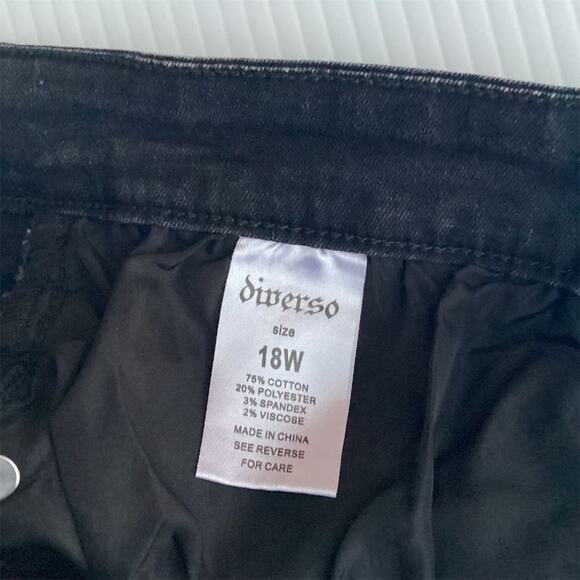 diverso
size
18W
75% COTTON
20% POLYESTER
3% SPANDEX
2% VISCOSE
MADE IN CHINA
SEE REVERSE
FOR CARE